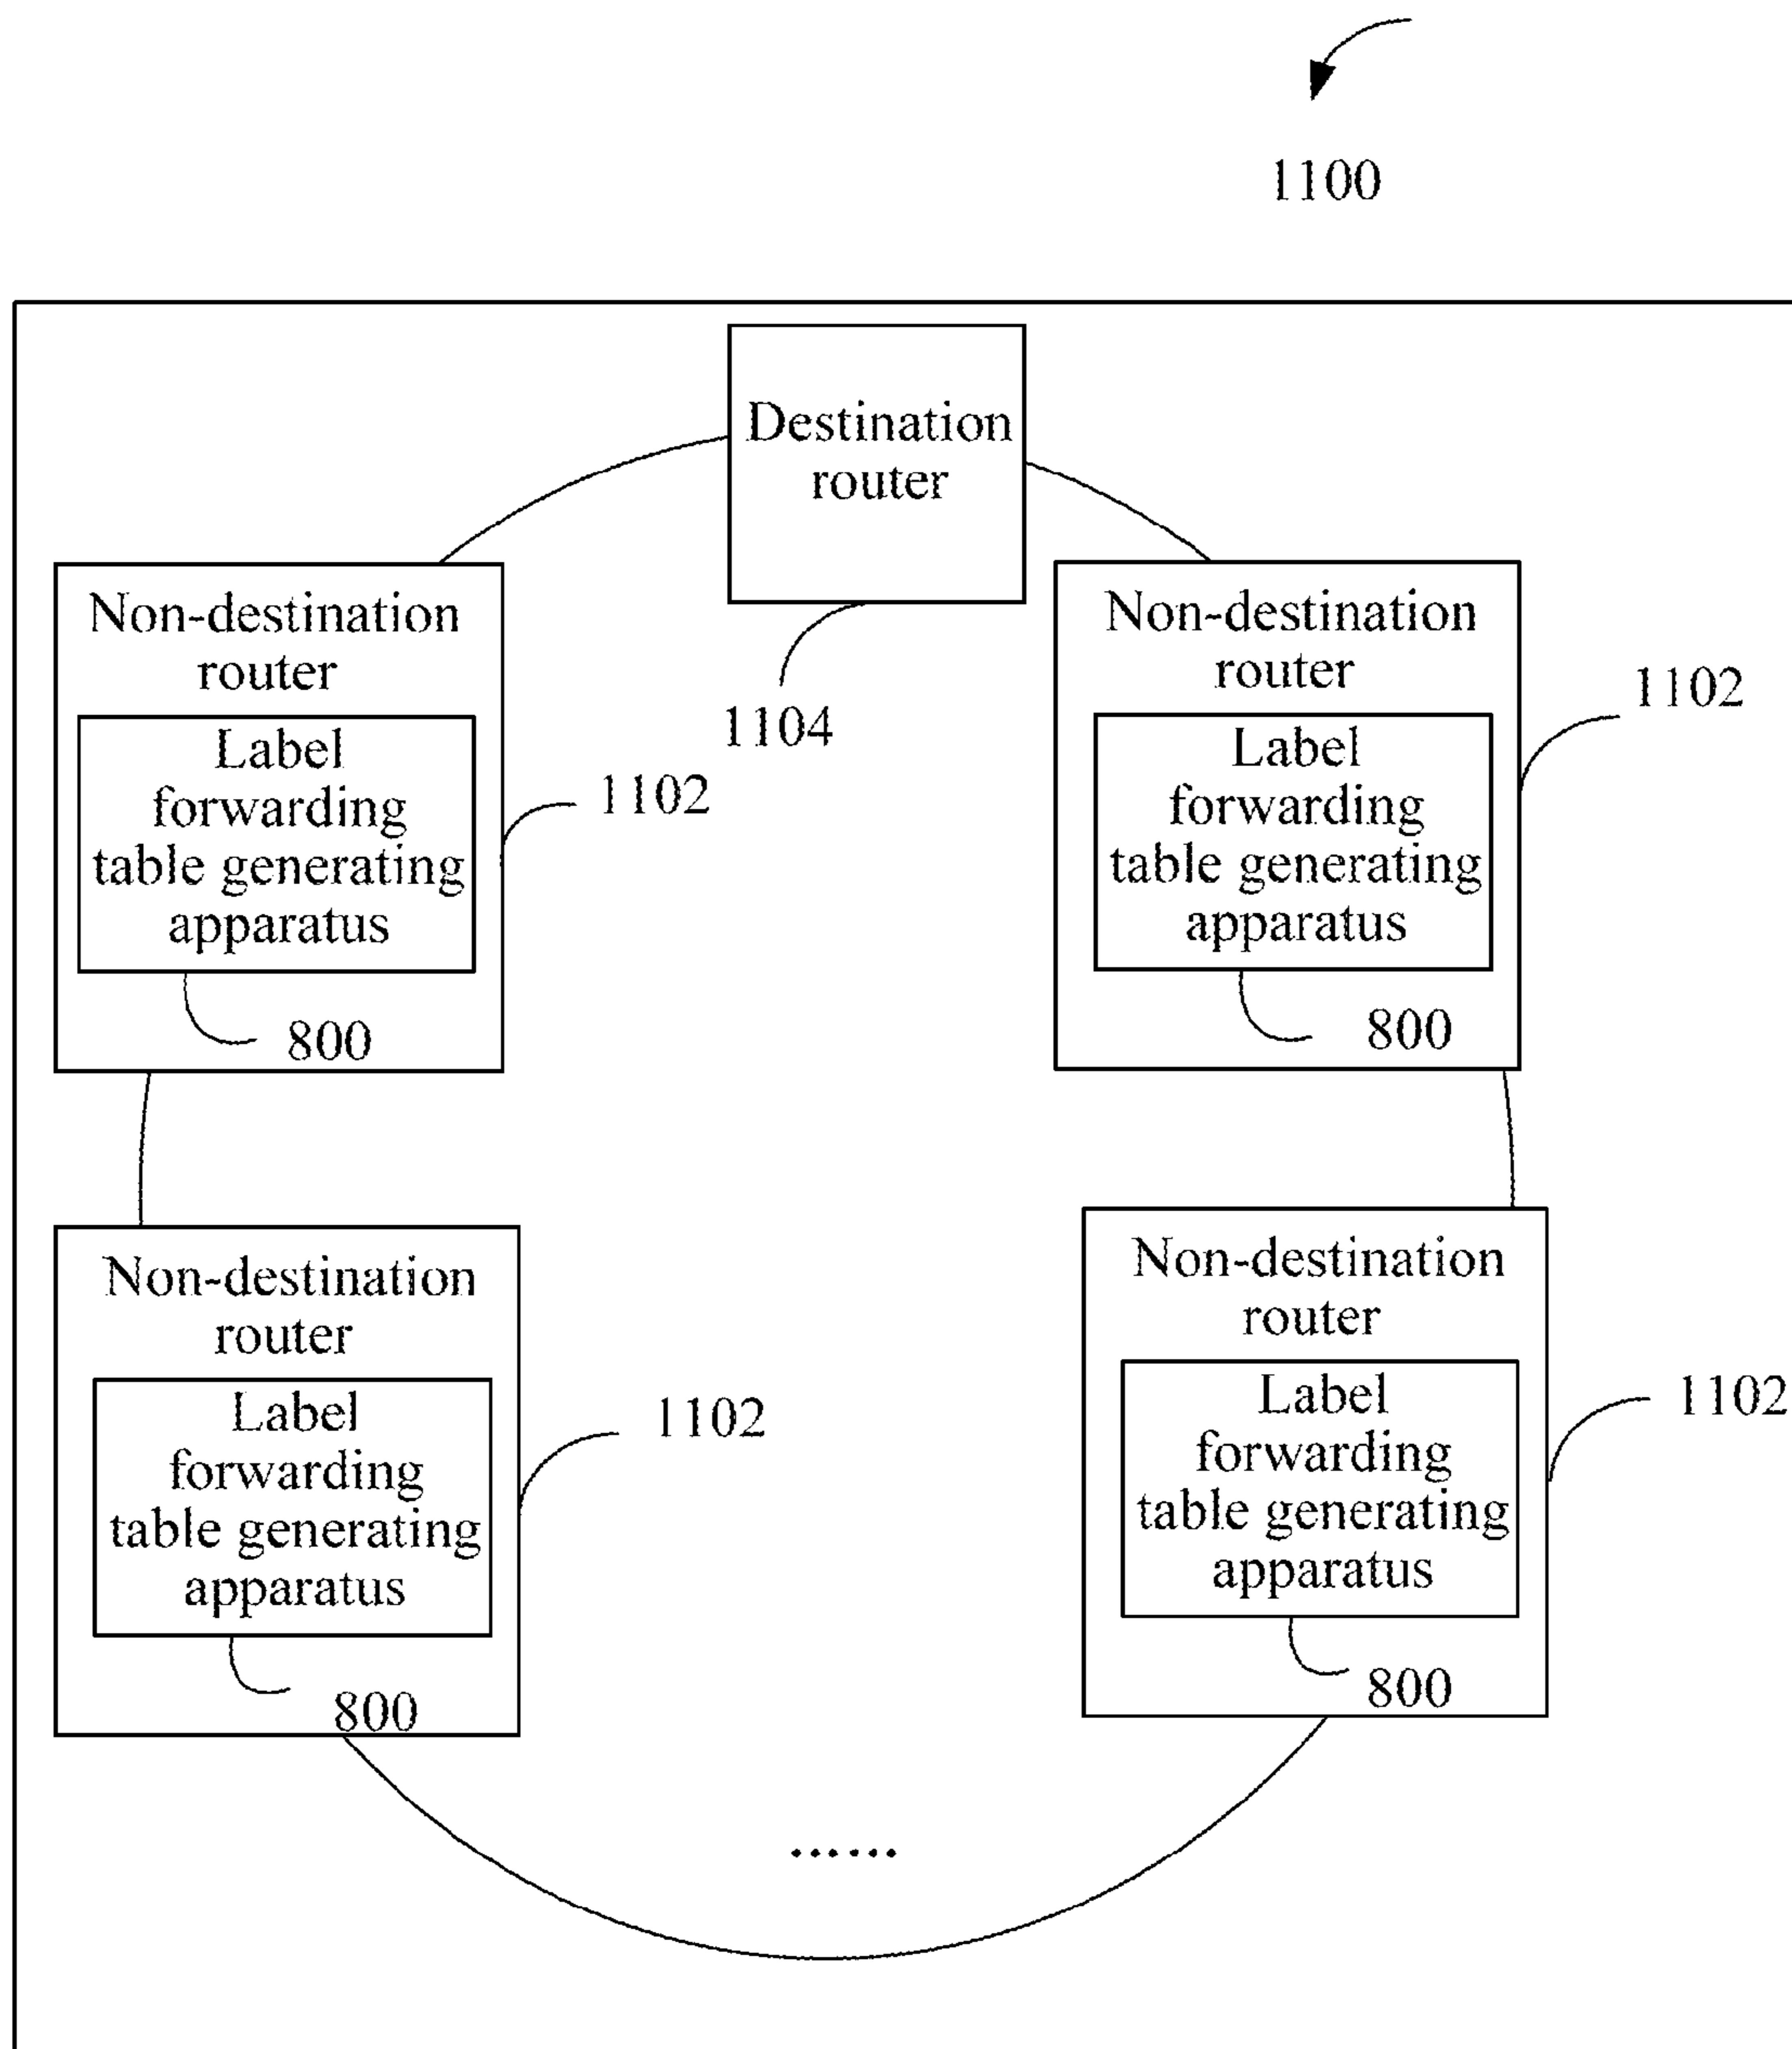 1100
Destination
router
1104
Non-destination
router
Label
forwarding
table generating
apparatus
800
1102
Non-destination
router
Label
forwarding
table generating
apparatus
800
1102
Non-destination
router
Label
forwarding
table generating
apparatus
800
1102
Non-destination
router
Label
forwarding
table generating
apparatus
800
1102
......